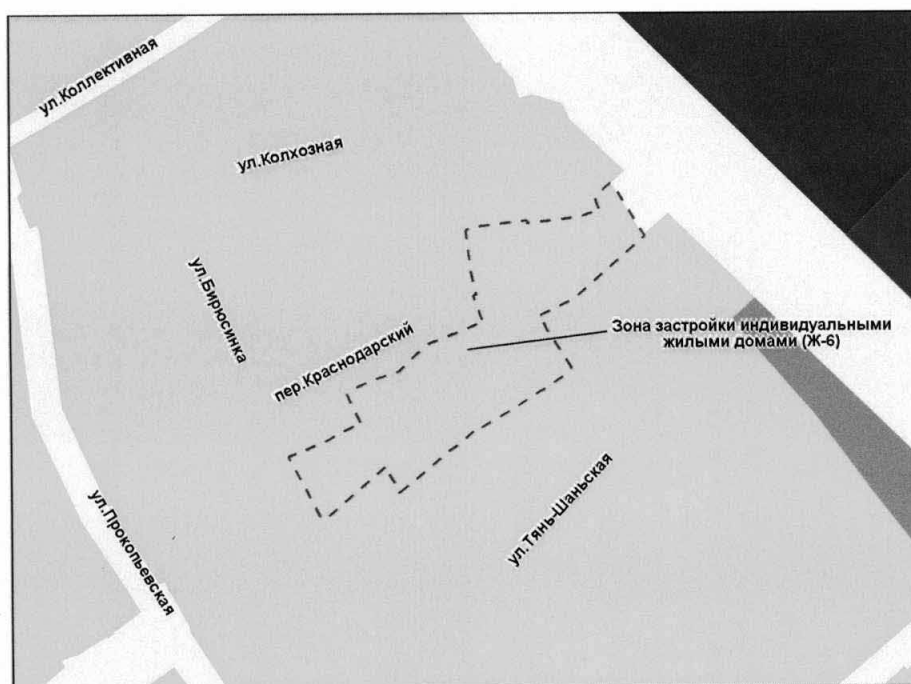 ул.Коллективная
ул.Колхозная
ул.Бирюсинка
Зона застройки индивидуальными
жилыми домами (Ж-6)
пер.Краснодарский
ул.Тянь-Шаньская
ул.Прокопьевская